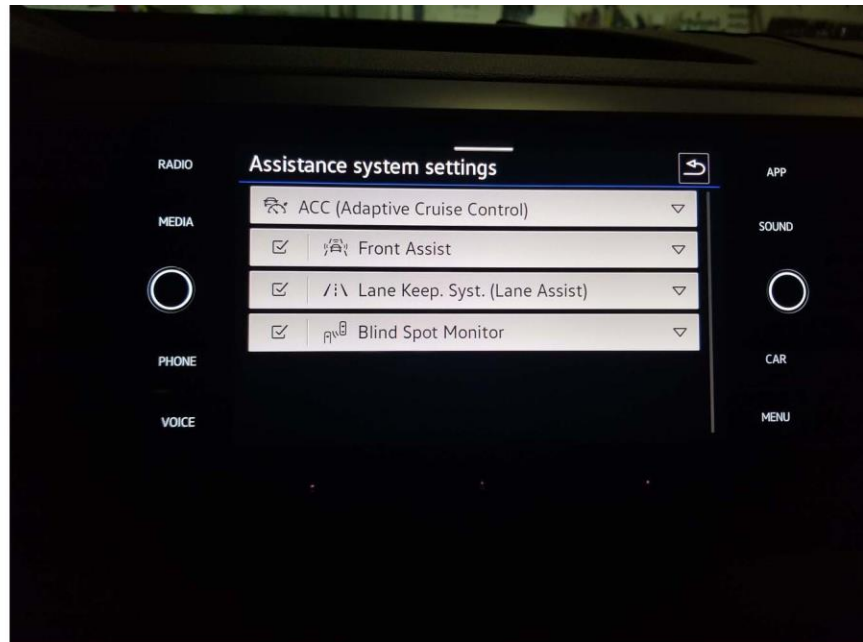 RADIO
MEDIA
PHONE
VOICE
Assistance system settings
ACC (Adaptive Cruise Control)
Front Assist
Lane Keep. Syst. (Lane Assist)
Blind Spot Monitor
APP
SOUND
CAR
MENU